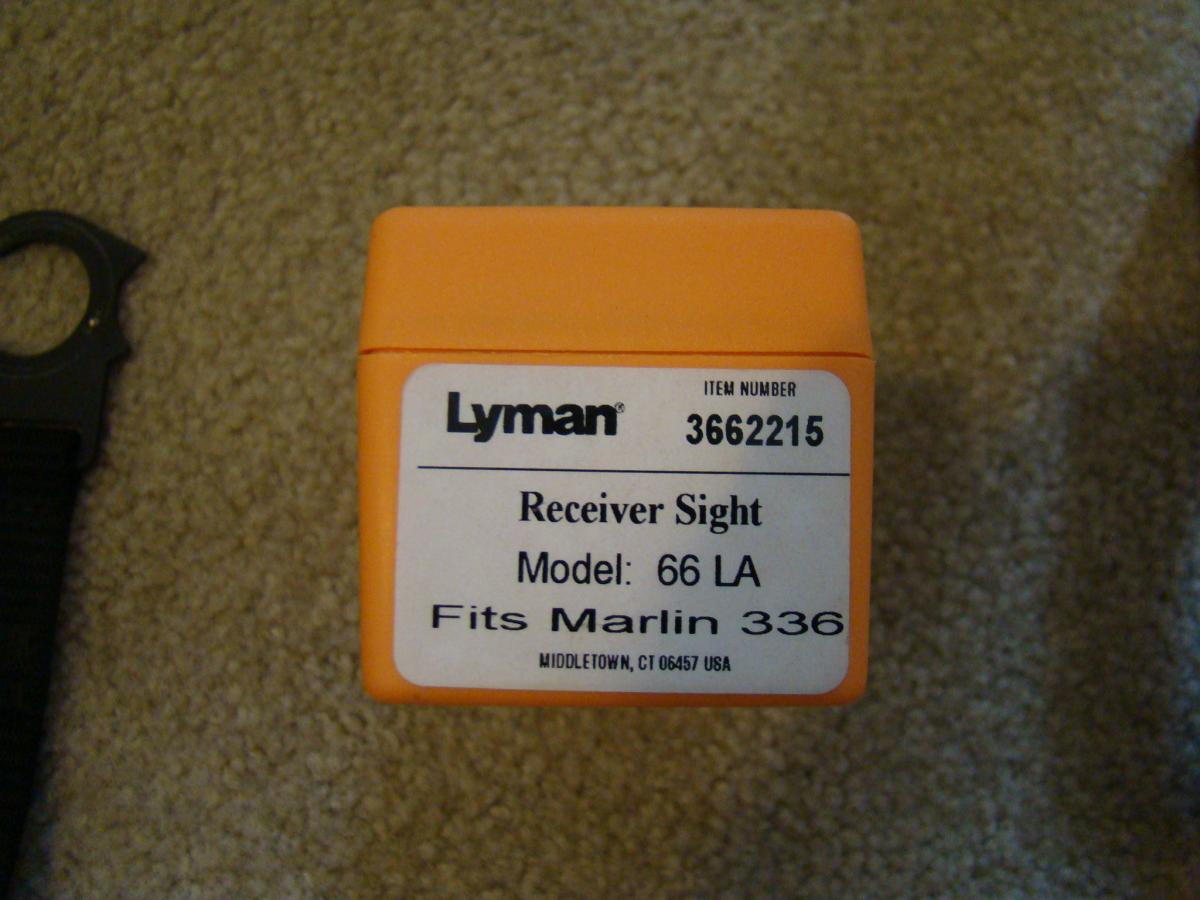 Lyman®
ITEM NUMBER
3662215
Receiver Sight
Model: 66 LA
Fits Marlin 336
MIDDLETOWN, CT 06457 USA